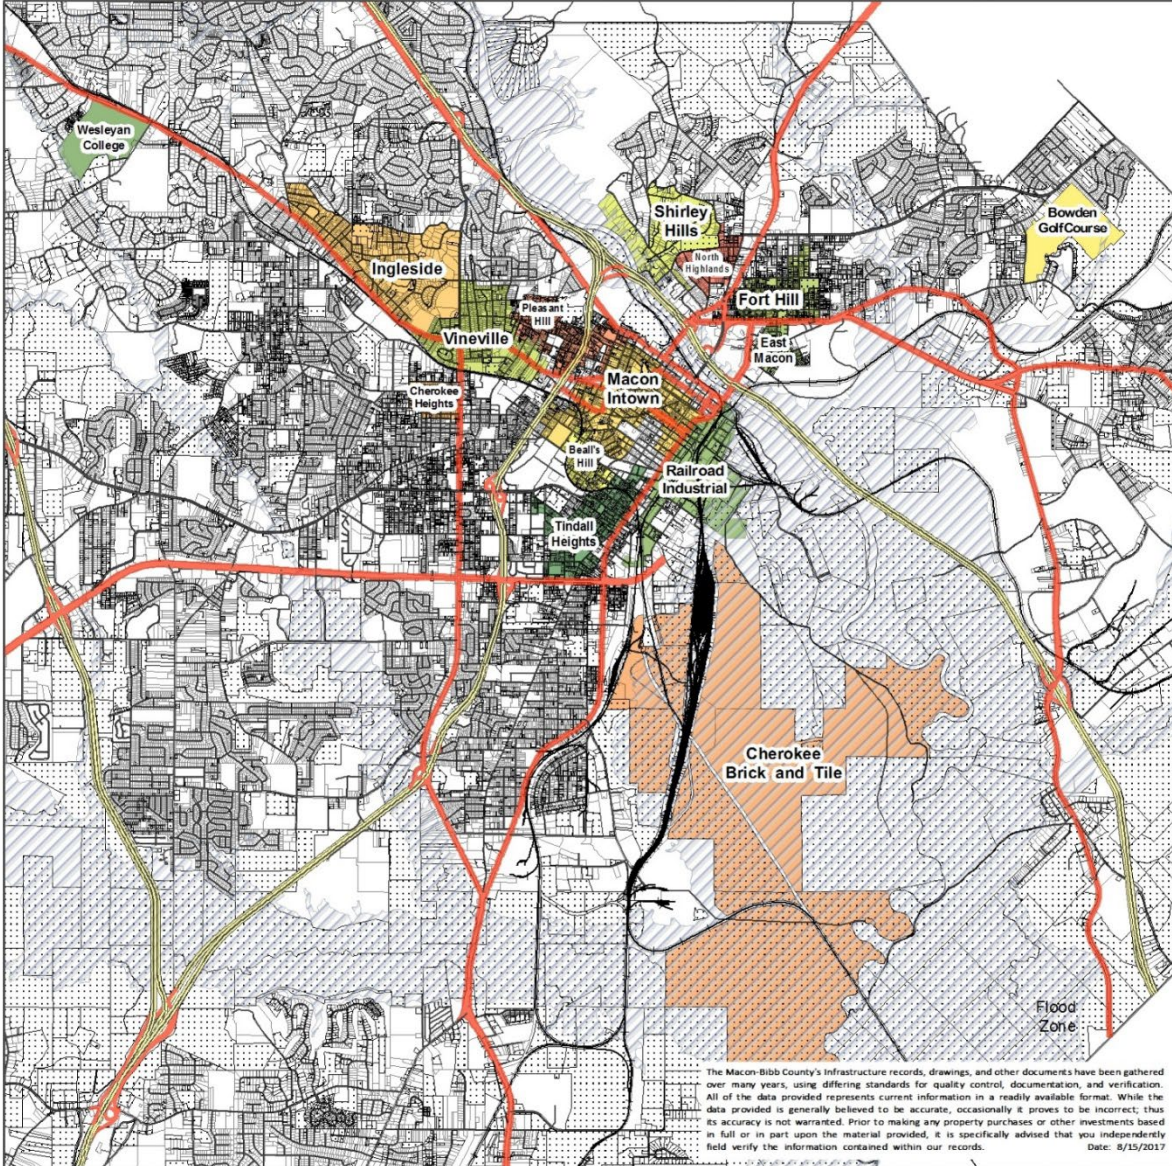 Wesleyan
College
Shirley
Hills
Bowden
GolfCourse
North
Highlands
Ingleside
Fort Hill
Pleasant
Hill
Vineville
East
Macon
Macon
Intown
Cherokee
Heights
Beall's
Hill
Railroad
Industrial
Tindall
Heights
Cherokee
Brick and Tile
Flood
Zone
The Macon-Bibb County's Infrastructure records, drawings, and other documents have been gathered
over many years, using differing standards for quality control, documentation, and verification.
All of the data provided represents current information in a readily available format. While the
data provided is generally believed to be accurate, occasionally it proves to be incorrect; thus
its accuracy is not warranted. Prior to making any property purchases or other investments based
in full or in part upon the material provided, it is specifically advised that you independently
field verify the information contained within our records. Date: 8/15/2017